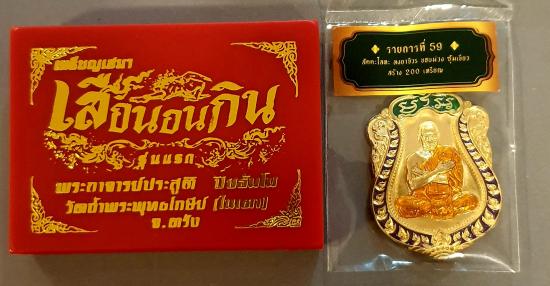 เหรียญเสมา
เสือนอนกิน
รุ่นแรก
พระอาจารย์ประสูติ ปิยธัมโม
วัดถ้ำพระพุทธโกษีย์ (ในเตา)
จ.ตรัง
รายการที่ 59
สร้าง 200 เหรียญ